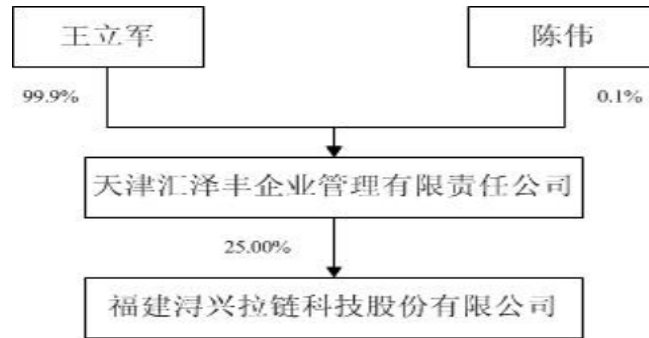 王立军
陈伟
99.9%
0.1%
天津汇泽丰企业管理有限责任公司
25.00%
福建浔兴拉链科技股份有限公司